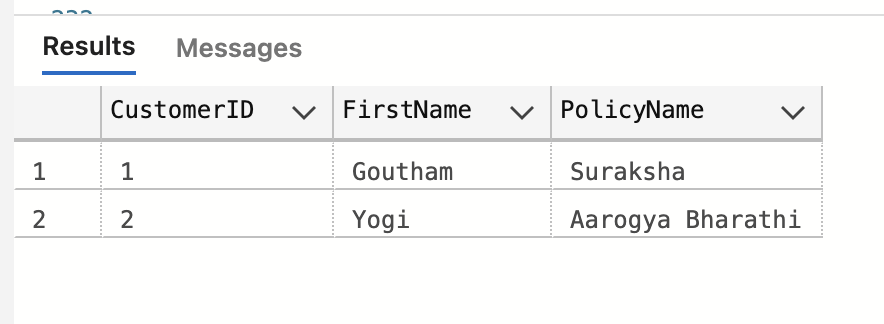 Results Messages
CustomerID FirstName PolicyName
1 1 Goutham Suraksha
2 2 Yogi Aarogya Bharathi